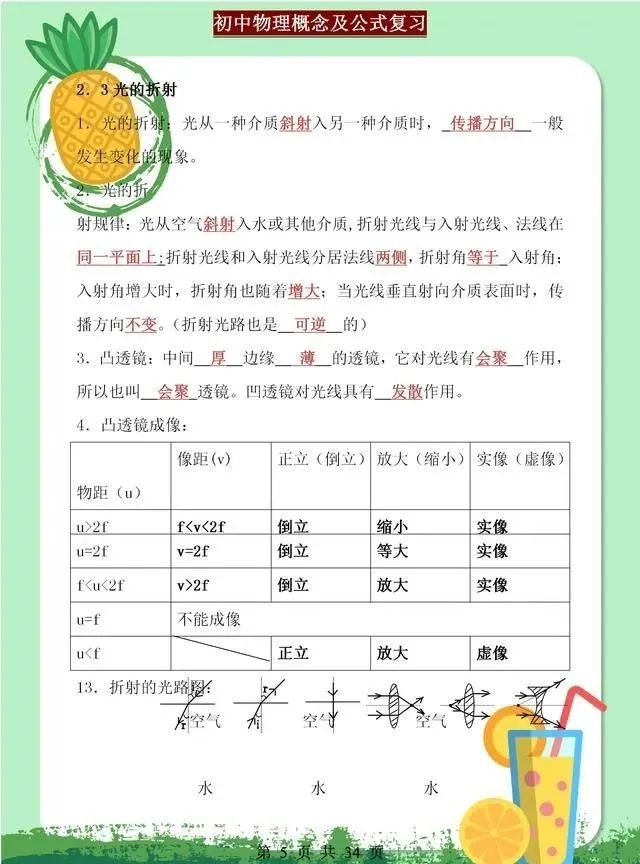 初中物理概念及公式复习
2．3光的折射
1．光的折射：光从一种介质斜射入另一种介质时，传播方向一般
发生变化的现象。
2．光的折
射规律：光从空气斜射入水或其他介质,折射光线与入射光线、法线在
同一平面上;折射光线和入射光线分居法线两侧,折射角等于 入射角;
入射角增大时，折射角也随着增大；当光线垂直射向介质表面时，传
播方向不变。（折射光路也是 可逆 的）
3．凸透镜：中间 厚 边缘 薄 的透镜，它对光线有会聚 作用，
所以也叫 会聚 透镜。凹透镜对光线具有 发散作用。
4．凸透镜成像：
像距(v) 正立（倒立） 放大（缩小） 实像（虚像）
物距（u）
u>2f f<v<2f 倒立 缩小 实像
u=2f v=2f 倒立 等大 实像
f<u<2f v>2f 倒立 放大 实像
u=f 不能成像
u<f 正立 放大 虚像
13．折射的光路图：
空气 空气 空气
水 水 水
第 5 页 共 34 页